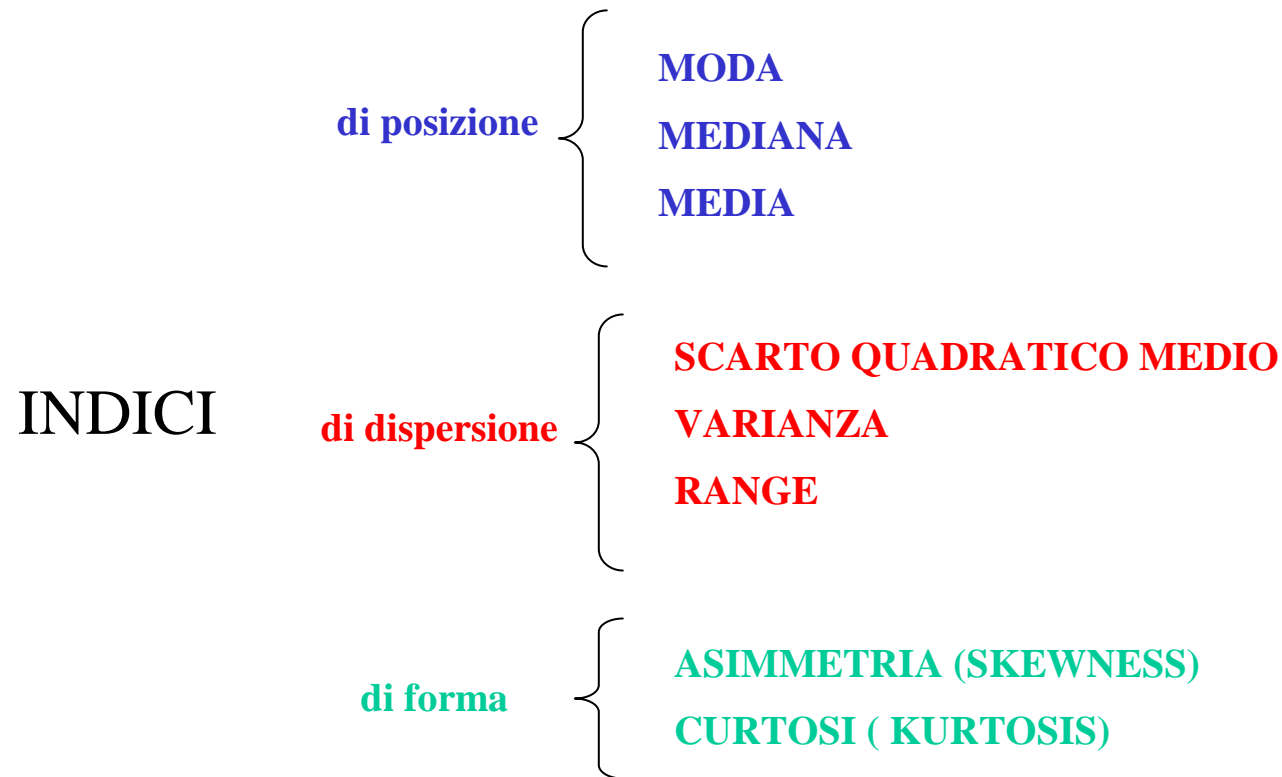 INDICI
di posizione
MODA
MEDIANA
MEDIA
di dispersione
SCARTO QUADRATICO MEDIO
VARIANZA
RANGE
di forma
ASIMMETRIA (SKEWNESS)
CURTOSI ( KURTOSIS)